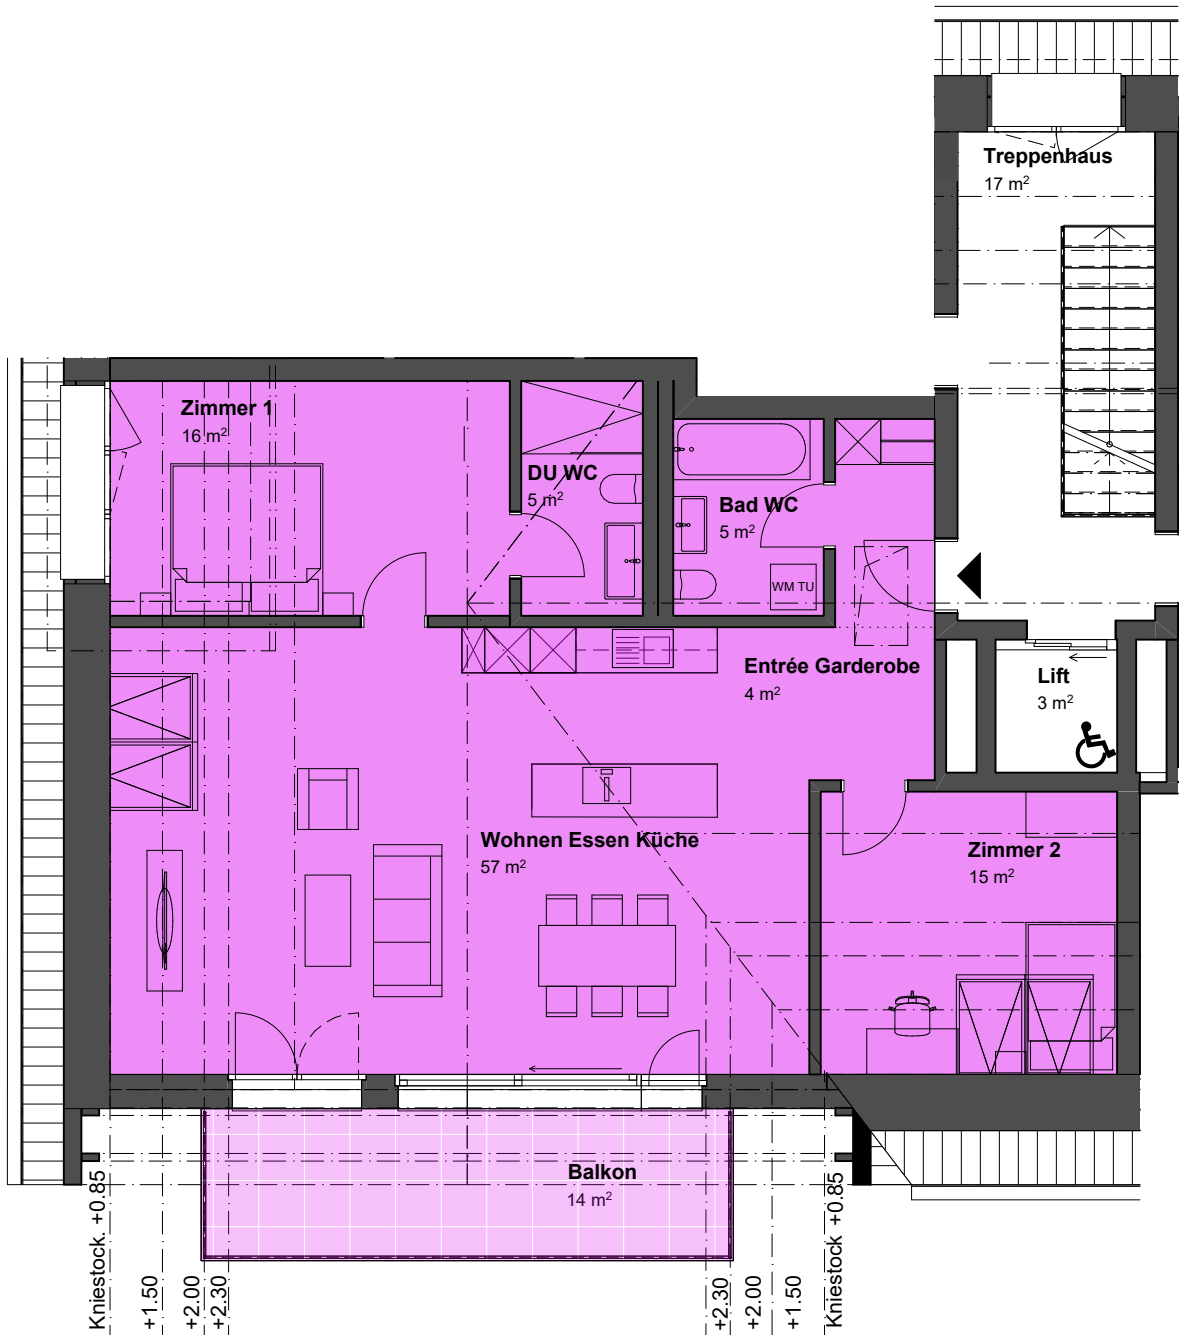 Treppenhaus
17 m²
Zimmer 1
16 m²
DU WC
5 m²
Bad WC
5 m²
WM TU
Entrée Garderobe
4 m²
Lift
3 m²
Wohnen Essen Küche
57 m²
Zimmer 2
15 m²
Balkon
14 m²
Kniestock +0.85
+1.50
+2.00
+2.30
+2.30
+2.00
+1.50
Kniestock +0.85